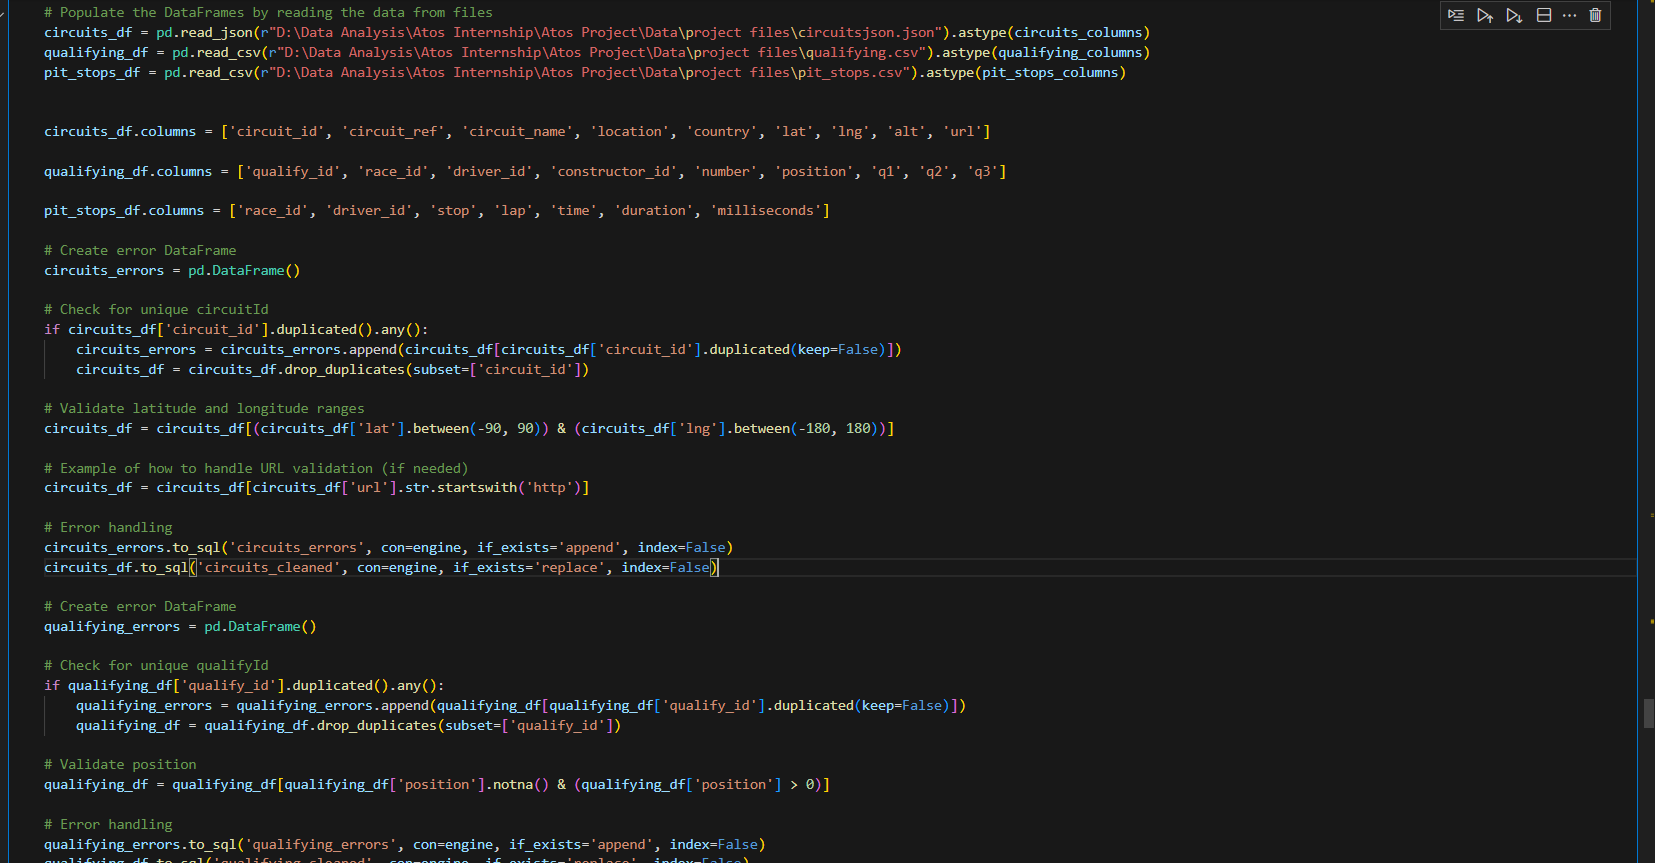 # Populate the DataFrames by reading the data from files
circuits_df = pd.read_json(r"D:\Data Analysis\Atos Internship\Atos Project\Data\project files\circuitsjson.json").astype(circuits_columns)
qualifying_df = pd.read_csv(r"D:\Data Analysis\Atos Internship\Atos Project\Data\project files\qualifying.csv").astype(qualifying_columns)
pit_stops_df = pd.read_csv(r"D:\Data Analysis\Atos Internship\Atos Project\Data\project files\pit_stops.csv").astype(pit_stops_columns)
circuits_df.columns = ['circuit_id', 'circuit_ref', 'circuit_name', 'location', 'country', 'lat', 'lng', 'alt', 'url']
qualifying_df.columns = ['qualify_id', 'race_id', 'driver_id', 'constructor_id', 'number', 'position', 'q1', 'q2', 'q3']
pit_stops_df.columns = ['race_id', 'driver_id', 'stop', 'lap', 'time', 'duration', 'milliseconds']
# Create error DataFrame
circuits_errors = pd.DataFrame()
# Check for unique circuitId
if circuits_df['circuit_id'].duplicated().any():
    circuits_errors = circuits_errors.append(circuits_df[circuits_df['circuit_id'].duplicated(keep=False)])
    circuits_df = circuits_df.drop_duplicates(subset=['circuit_id'])
# Validate latitude and longitude ranges
circuits_df = circuits_df[(circuits_df['lat'].between(-90, 90)) & (circuits_df['lng'].between(-180, 180))]
# Example of how to handle URL validation (if needed)
circuits_df = circuits_df[circuits_df['url'].str.startswith('http')]
# Error handling
circuits_errors.to_sql('circuits_errors', con=engine, if_exists='append', index=False)
circuits_df.to_sql('circuits_cleaned', con=engine, if_exists='replace', index=False)
# Create error DataFrame
qualifying_errors = pd.DataFrame()
# Check for unique qualifyId
if qualifying_df['qualify_id'].duplicated().any():
    qualifying_errors = qualifying_errors.append(qualifying_df[qualifying_df['qualify_id'].duplicated(keep=False)])
    qualifying_df = qualifying_df.drop_duplicates(subset=['qualify_id'])
# Validate position
qualifying_df = qualifying_df[qualifying_df['position'].notna() & (qualifying_df['position'] > 0)]
# Error handling
qualifying_errors.to_sql('qualifying_errors', con=engine, if_exists='append', index=False)
qualifying_df.to_sql('qualifying_cleaned', con=engine, if_exists='replace', index=False)